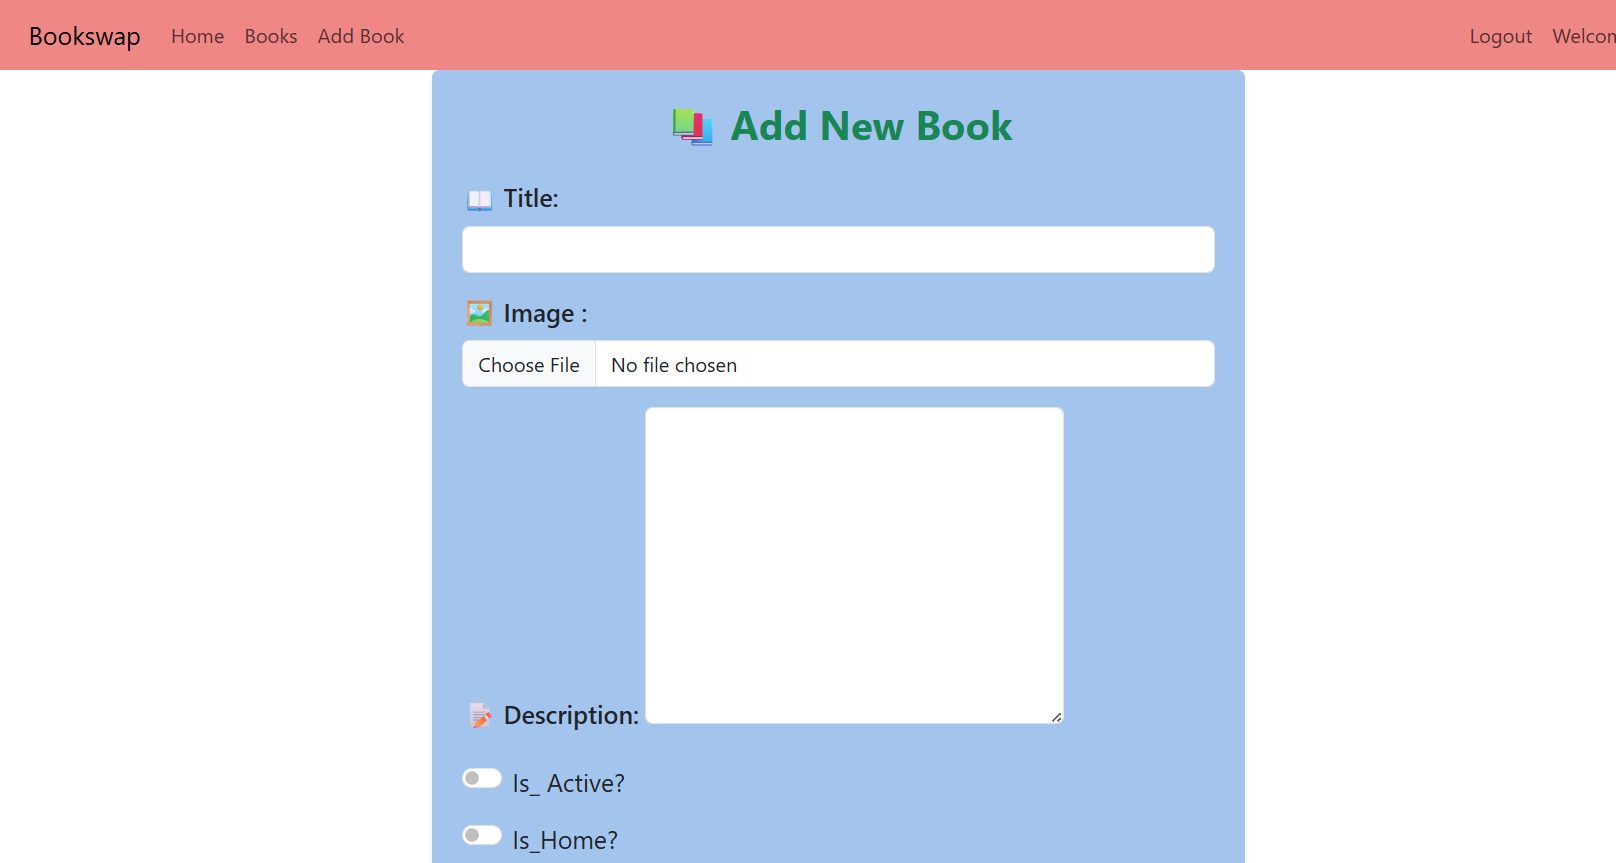 Bookswap Home Books Add Book Logout Welcom
Add New Book
Title:
Image :
Choose File No file chosen
Description:
Is_ Active?
Is_Home?